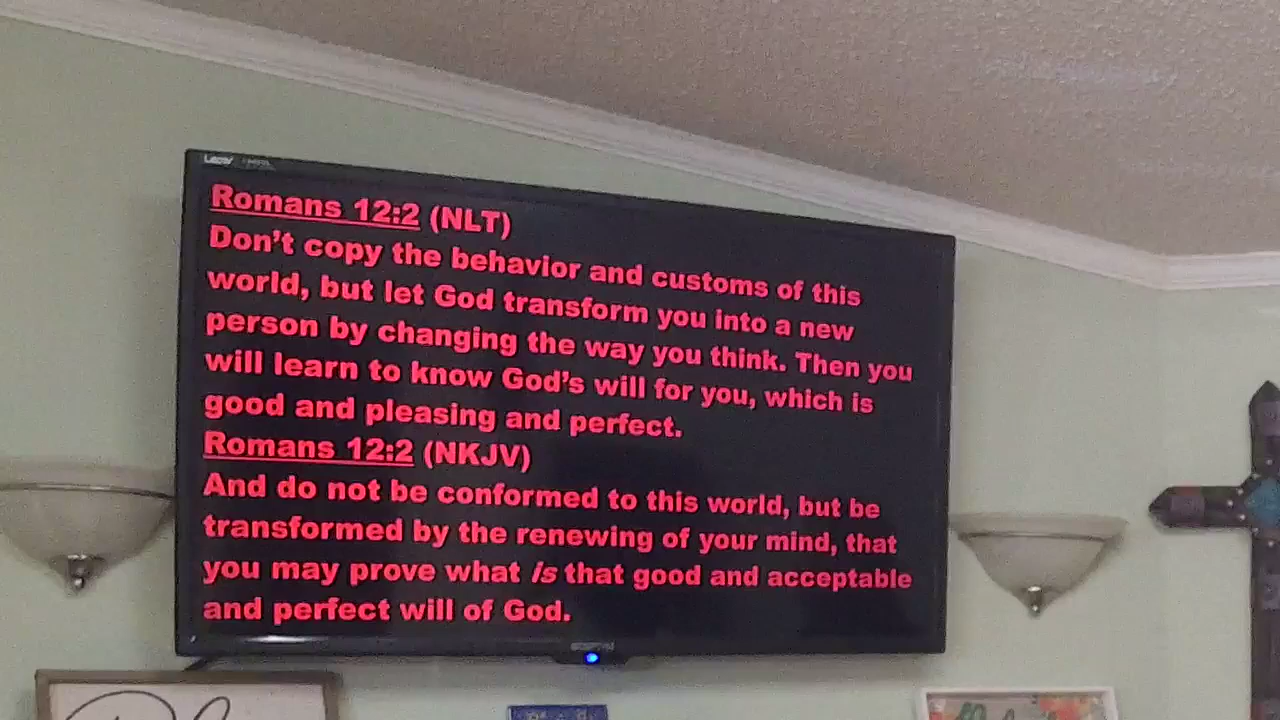 Romans 12:2 (NLT)
Don't copy the behavior and customs of this
world, but let God transform you into a new
person by changing the way you think. Then you
will learn to know God's will for you, which is
good and pleasing and perfect.
Romans 12:2 (NKJV)
And do not be conformed to this world, but be
transformed by the renewing of your mind, that
you may prove what is that good and acceptable
and perfect will of God.